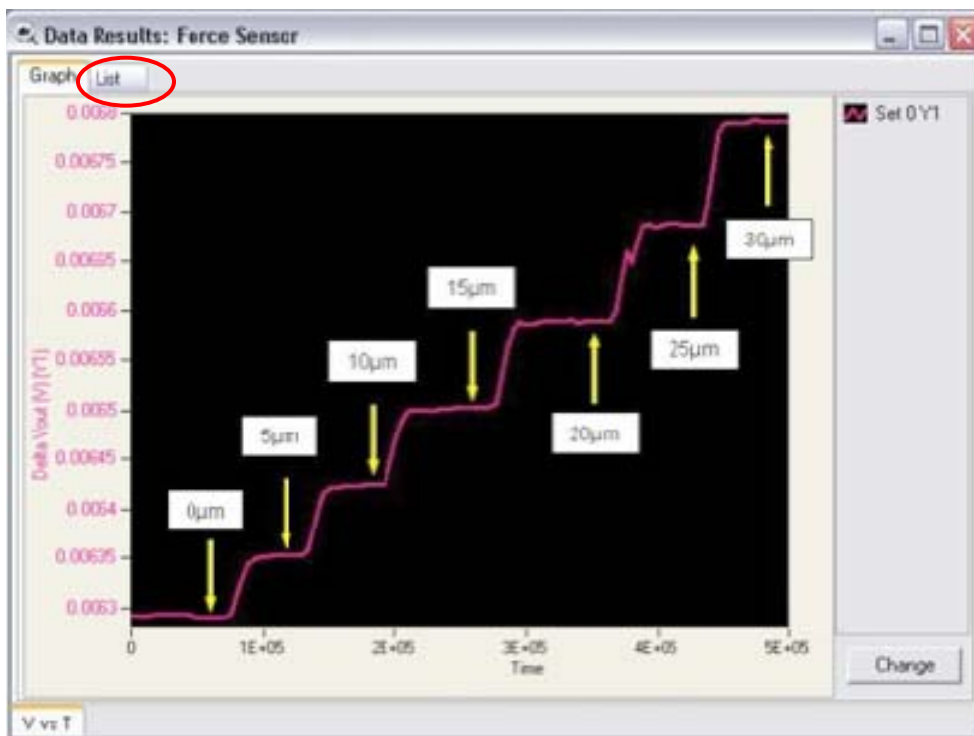 Data Results: Force Sensor
Graph
List
0.0068
0.00675
0.0067
0.00665
0.0066
0.00655
0.0065
0.00645
0.0064
0.00635
0.0063
Delta Vout (V) (Y1)
0µm
5µm
10µm
15µm
20µm
25µm
30µm
0
1E+05
2E+05
3E+05
4E+05
5E+05
Time
Set 0 Y1
Change
V vs T